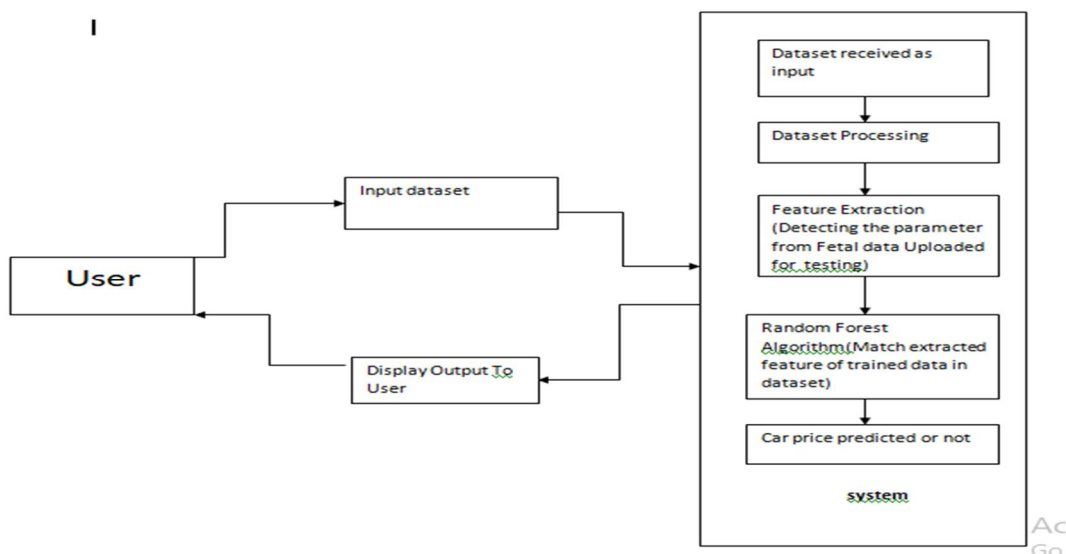 I
Dataset received as
input
Dataset Processing
Input dataset
Feature Extraction
(Detecting the parameter
from Fetal data Uploaded
for testing)
User
Random Forest
Algorithm(Match extracted
feature of trained data in
dataset)
Display Output To
User
Car price predicted or not
system
Ac
Go